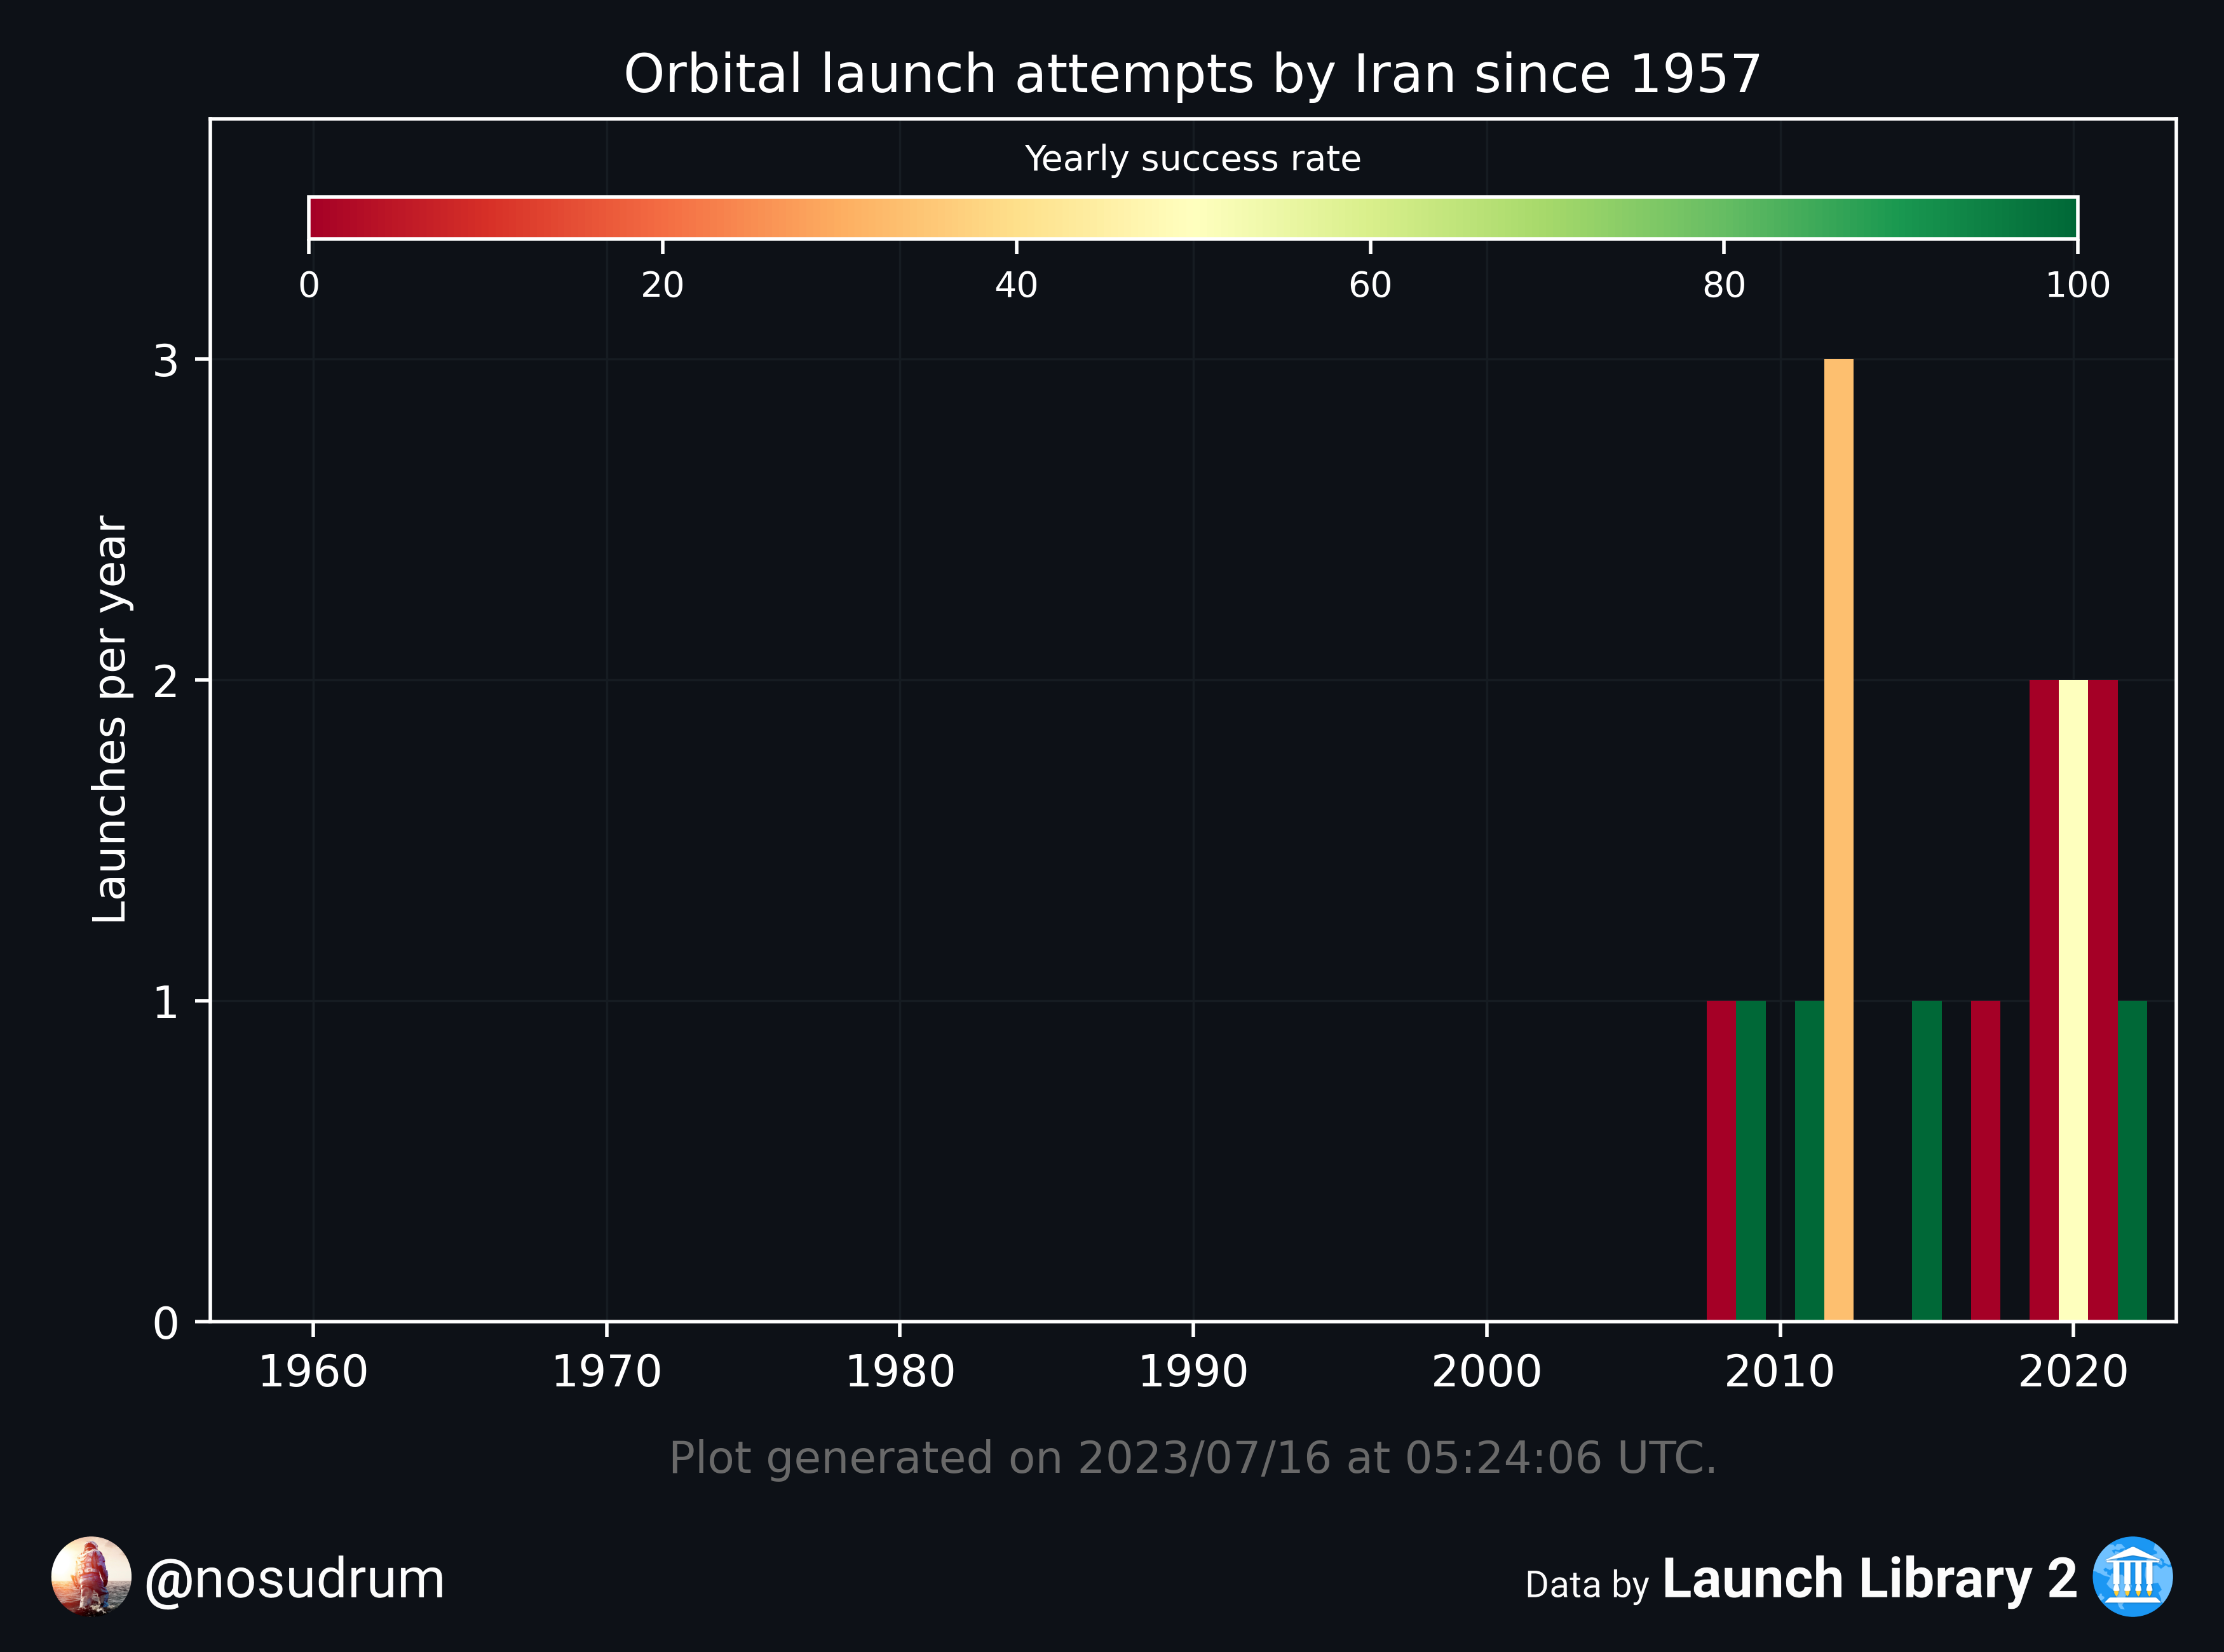 Orbital launch attempts by Iran since 1957
Yearly success rate
0 20 40 60 80 100
Launches per year
3
2
1
0
1960 1970 1980 1990 2000 2010 2020
Plot generated on 2023/07/16 at 05:24:06 UTC.
@nosudrum
Data by Launch Library 2